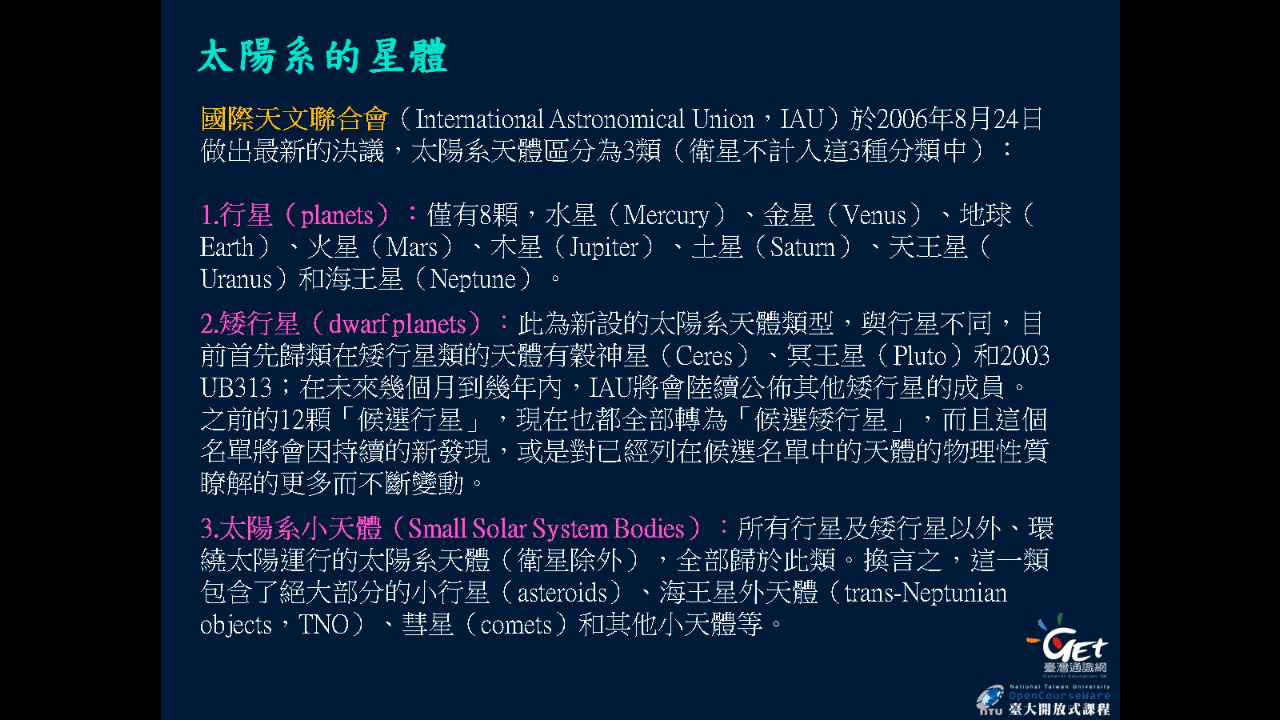 太陽系的星體
國際天文聯合會（International Astronomical Union，IAU）於2006年8月24日
做出最新的決議，太陽系天體區分為3類（衛星不計入這3種分類中）：
1.行星（planets）：僅有8顆，水星（Mercury）、金星（Venus）、地球（
Earth）、火星（Mars）、木星（Jupiter）、土星（Saturn）、天王星（
Uranus）和海王星（Neptune）。
2.矮行星（dwarf planets）：此為新設的太陽系天體類型，與行星不同，目
前首先歸類在矮行星類的天體有穀神星（Ceres）、冥王星（Pluto）和2003
UB313；在未來幾個月到幾年內，IAU將會陸續公佈其他矮行星的成員。
之前的12顆「候選行星」，現在也都全部轉為「候選矮行星」，而且這個
名單將會因持續的新發現，或是對已經列在候選名單中的天體的物理性質
瞭解的更多而不斷變動。
3.太陽系小天體（Small Solar System Bodies）：所有行星及矮行星以外、環
繞太陽運行的太陽系天體（衛星除外），全部歸於此類。換言之，這一類
包含了絕大部分的小行星（asteroids）、海王星外天體（trans-Neptunian
objects，TNO）、彗星（comets）和其他小天體等。
GET
臺灣通識網
General Education TW
National Taiwan University
OpenCourseWare
NTU 臺大開放式課程